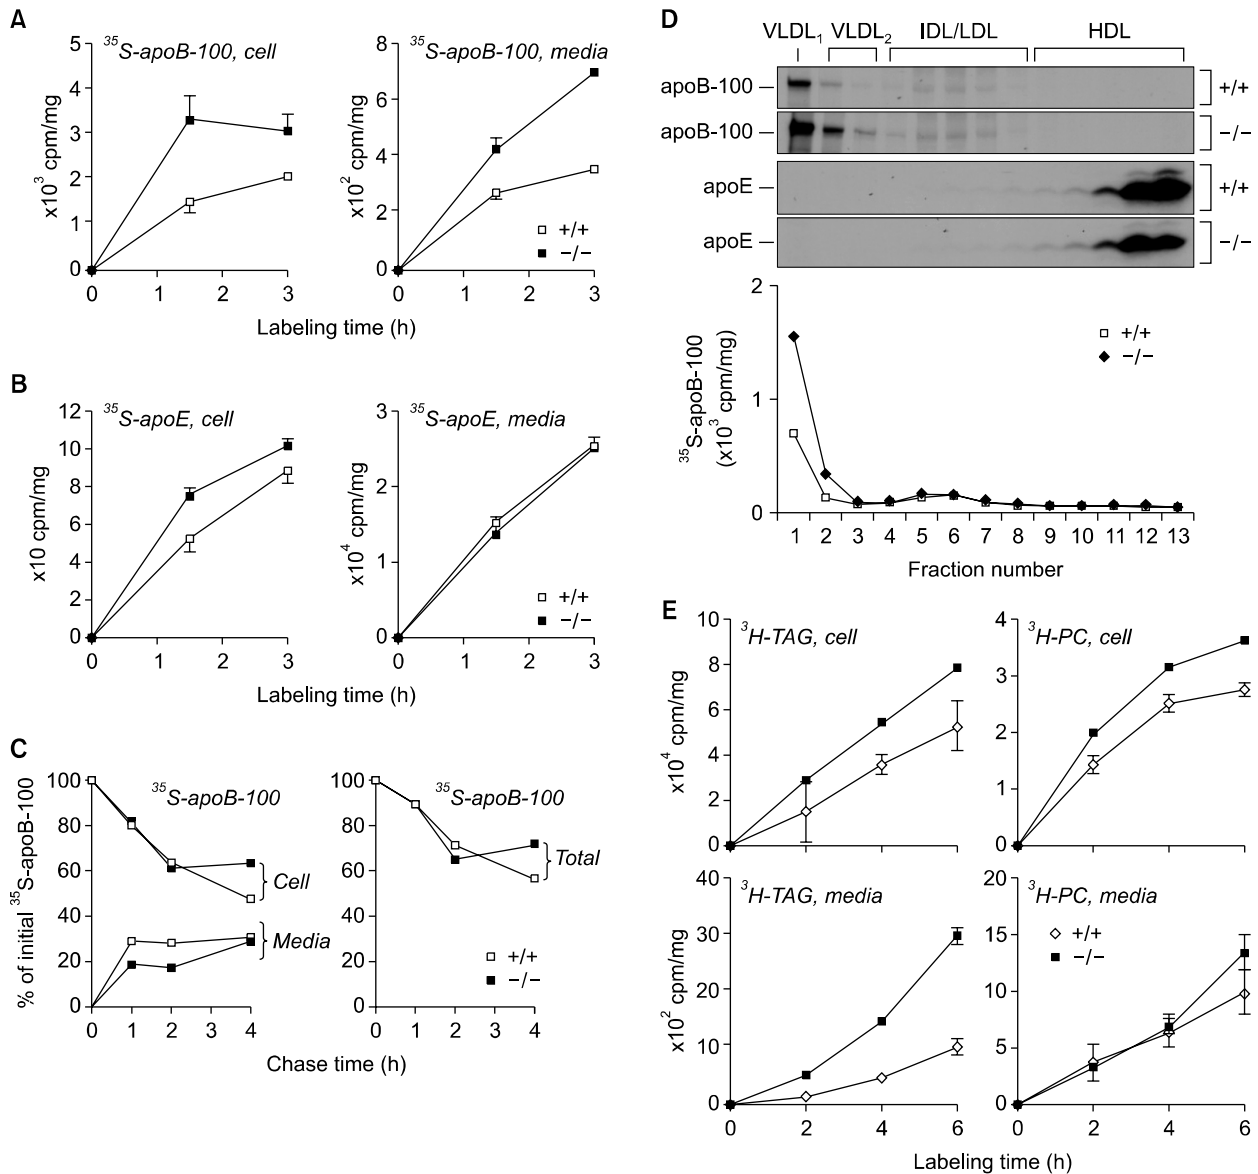 A
³⁵S-apoB-100, cell
³⁵S-apoB-100, media
x10³ cpm/mg
5
4
3
2
1
0
0 1 2 3
x10² cpm/mg
8
6
4
2
0
0 1 2 3
+/+
−/−
Labeling time (h)
B
³⁵S-apoE, cell
³⁵S-apoE, media
x10 cpm/mg
12
10
8
6
4
2
0
0 1 2 3
x10⁴ cpm/mg
3
2
1
0
0 1 2 3
+/+
−/−
Labeling time (h)
C
³⁵S-apoB-100
³⁵S-apoB-100
% of initial ³⁵S-apoB-100
100
80
60
40
20
0
0 1 2 3 4
Cell
Media
100
80
60
40
20
0
0 1 2 3 4
Total
+/+
−/−
Chase time (h)
D
VLDL₁ VLDL₂ IDL/LDL HDL
apoB-100 +/+
apoB-100 −/−
apoE +/+
apoE −/−
³⁵S-apoB-100
(x10³ cpm/mg)
2
1
0
+/+
−/−
1 2 3 4 5 6 7 8 9 10 11 12 13
Fraction number
E
³H-TAG, cell
³H-PC, cell
x10⁴ cpm/mg
10
8
6
4
2
0
0 2 4 6
4
3
2
1
0
0 2 4 6
³H-TAG, media
³H-PC, media
x10² cpm/mg
40
30
20
10
0
0 2 4 6
20
15
10
5
0
0 2 4 6
+/+
−/−
Labeling time (h)